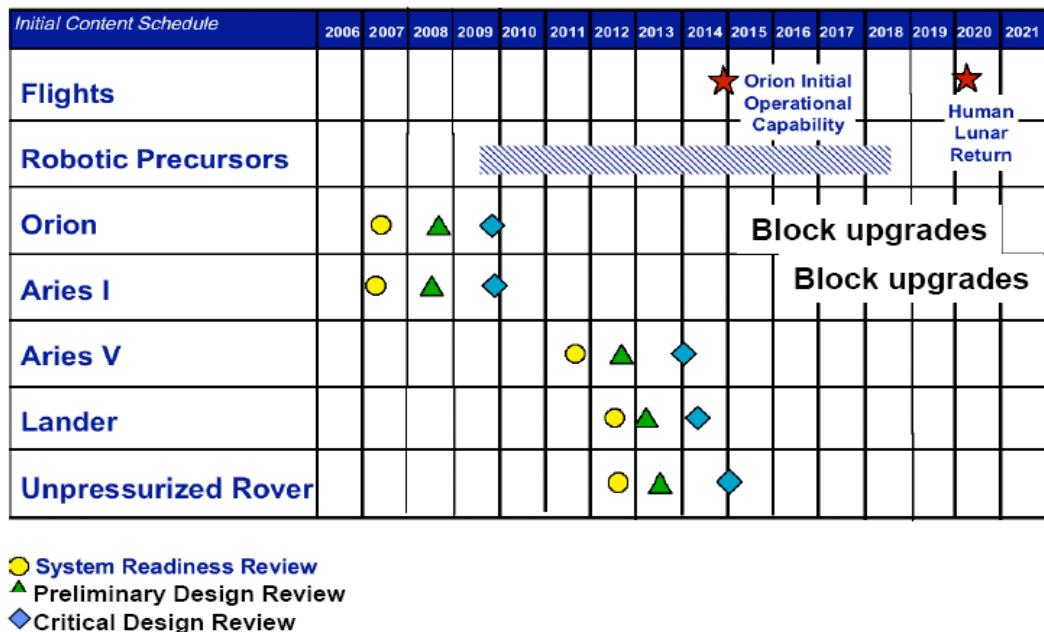 Initial Content Schedule
2006 2007 2008 2009 2010 2011 2012 2013 2014 2015 2016 2017 2018 2019 2020 2021
Flights
Orion Initial
Operational
Capability
Human
Lunar
Return
Robotic Precursors
Orion
Block upgrades
Aries I
Block upgrades
Aries V
Lander
Unpressurized Rover
System Readiness Review
Preliminary Design Review
Critical Design Review